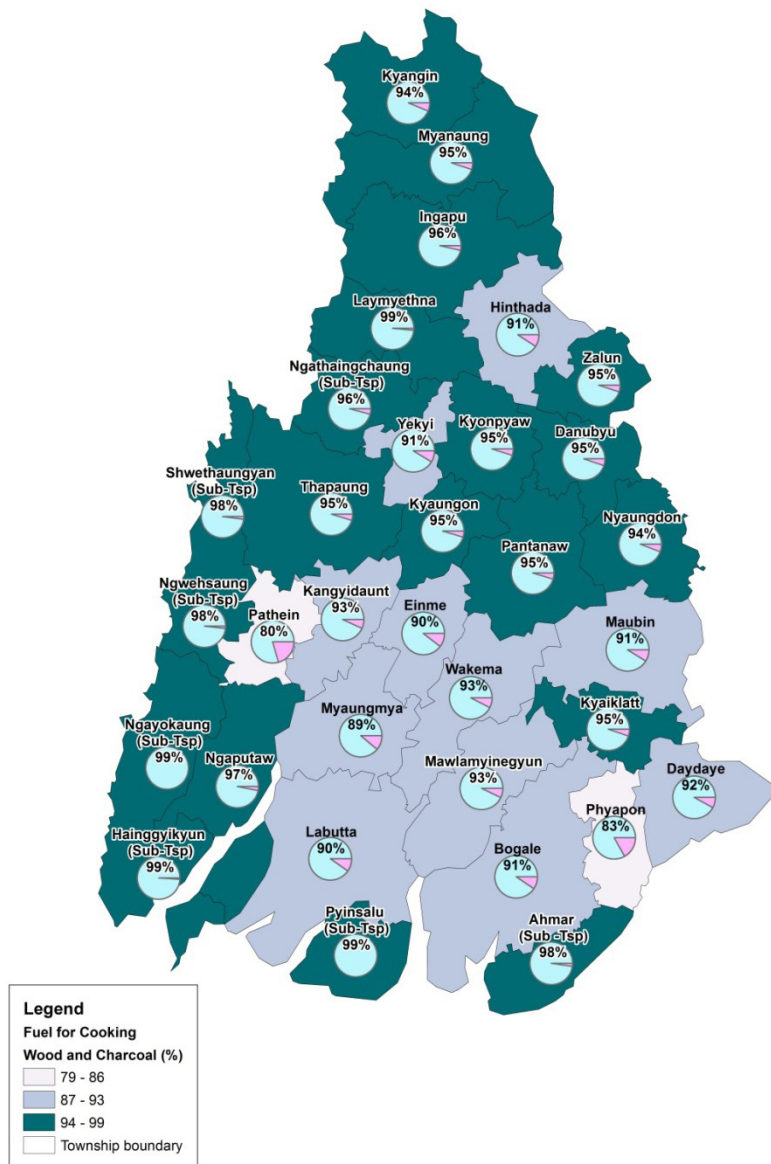 Kyangin
94%
Myanaung
95%
Ingapu
96%
Laymyethna
99%
Hinthada
91%
Zalun
95%
Ngathaingchaung
(Sub-Tsp)
96%
Yekyi
91%
Kyonpyaw
95%
Danubyu
95%
Shwethaungyan
(Sub-Tsp)
98%
Thapaung
95%
Kyaungon
95%
Pantanaw
95%
Nyaungdon
94%
Ngwehsaung
(Sub-Tsp)
98%
Pathein
80%
Kangyidaunt
93%
Einme
90%
Maubin
91%
Wakema
93%
Myaungmya
89%
Kyaiklatt
95%
Ngayokaung
(Sub-Tsp)
99%
Ngaputaw
97%
Mawlamyinegyun
93%
Daydaye
92%
Phyapon
83%
Hainggyikyun
(Sub-Tsp)
99%
Labutta
90%
Bogale
91%
Pyinsalu
(Sub-Tsp)
99%
Ahmar
(Sub -Tsp)
98%
Legend
Fuel for Cooking
Wood and Charcoal (%)
79 - 86
87 - 93
94 - 99
Township boundary